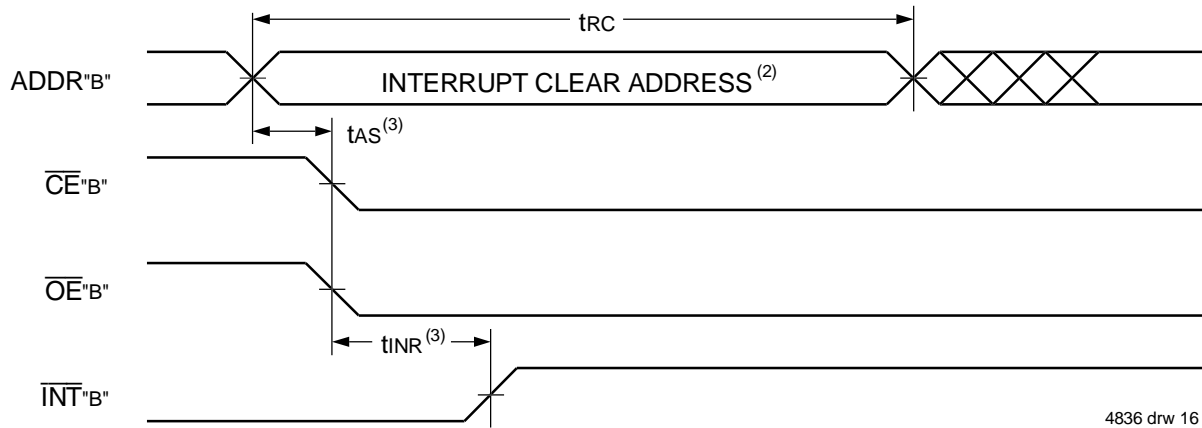 tRC
ADDR"B"
INTERRUPT CLEAR ADDRESS(2)
tAS(3)
CE"B"
OE"B"
tINR(3)
INT"B"
4836 drw 16